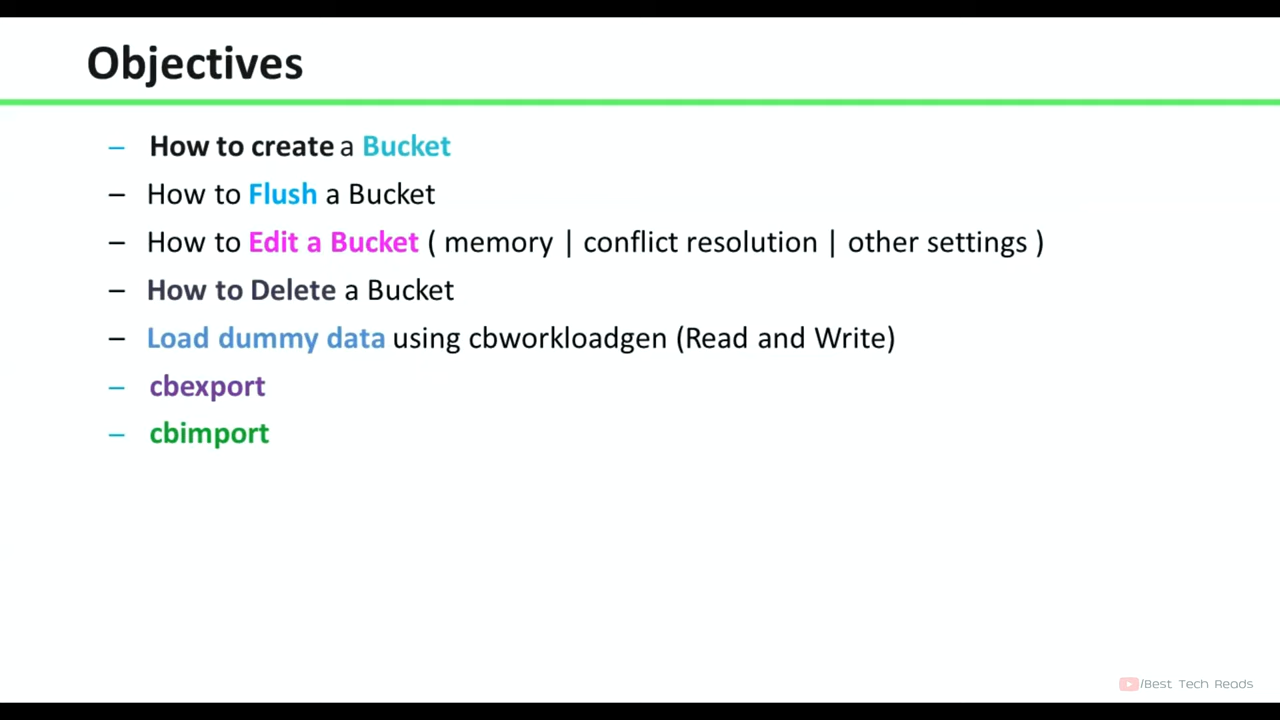 Objectives
– How to create a Bucket
– How to Flush a Bucket
– How to Edit a Bucket ( memory | conflict resolution | other settings )
– How to Delete a Bucket
– Load dummy data using cbworkloadgen (Read and Write)
– cbexport
– cbimport
/Best Tech Reads